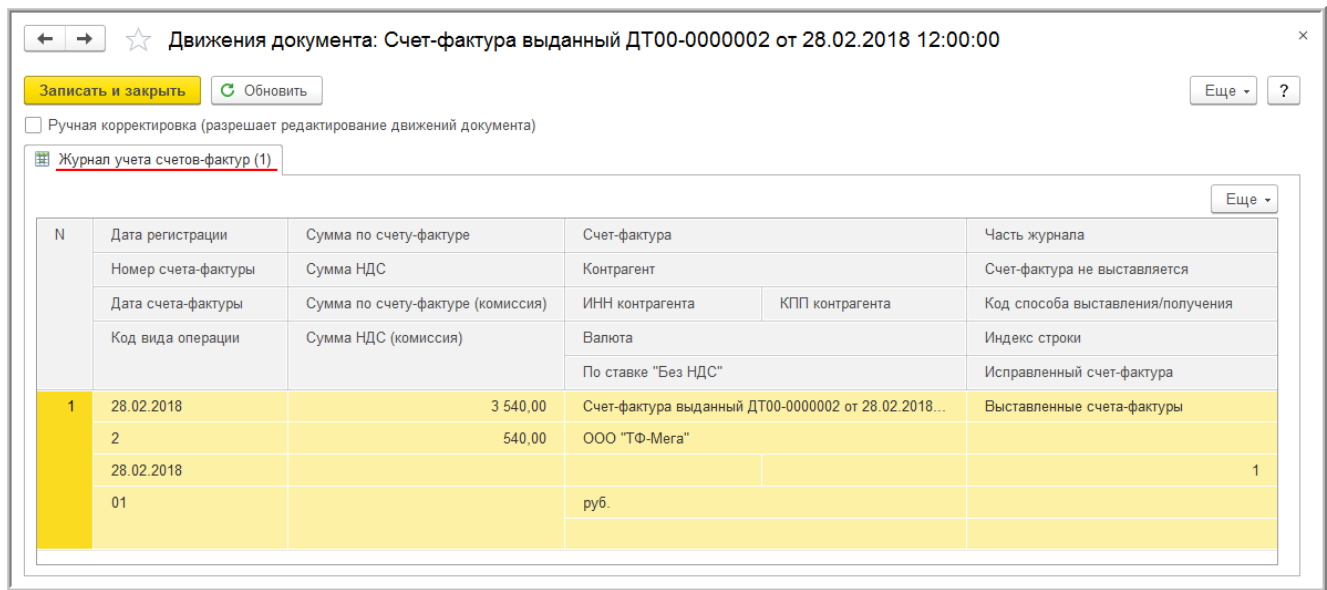 Движения документа: Счет-фактура выданный ДТ00-0000002 от 28.02.2018 12:00:00
Записать и закрыть Обновить Еще ?
Ручная корректировка (разрешает редактирование движений документа)
Журнал учета счетов-фактур (1)
Еще
N Дата регистрации Сумма по счету-фактуре Счет-фактура Часть журнала
Номер счета-фактуры Сумма НДС Контрагент Счет-фактура не выставляется
Дата счета-фактуры Сумма по счету-фактуре (комиссия) ИНН контрагента КПП контрагента Код способа выставления/получения
Код вида операции Сумма НДС (комиссия) Валюта Индекс строки
По ставке "Без НДС" Исправленный счет-фактура
1 28.02.2018 3 540,00 Счет-фактура выданный ДТ00-0000002 от 28.02.2018... Выставленные счета-фактуры
2 540,00 ООО "ТФ-Мега"
28.02.2018 1
01 руб.